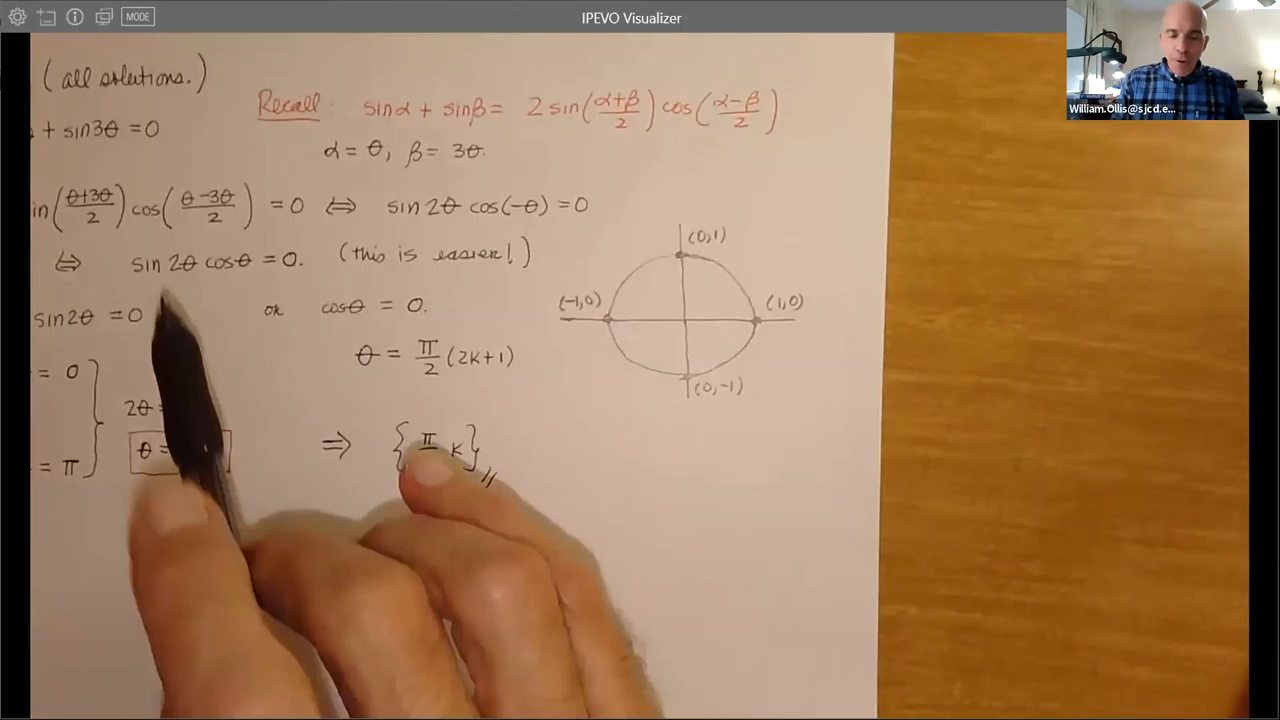 MODE
IPEVO Visualizer
William.Ollis@sjcd.e...
(all solutions.)
Recall: sinα + sinβ = 2 sin((α+β)/2) cos((α-β)/2)
+ sin3θ = 0
α = θ, β = 3θ.
in((θ+3θ)/2) cos((θ-3θ)/2) = 0 ⇔ sin2θ cos(-θ) = 0
⇔ sin 2θ cosθ = 0. (this is easier!)
sin2θ = 0 or cosθ = 0.
θ = π/2 (2k+1)
= 0
2θ =
θ =
= π
⇒ { π k }
(0,1)
(-1,0)
(1,0)
(0,-1)